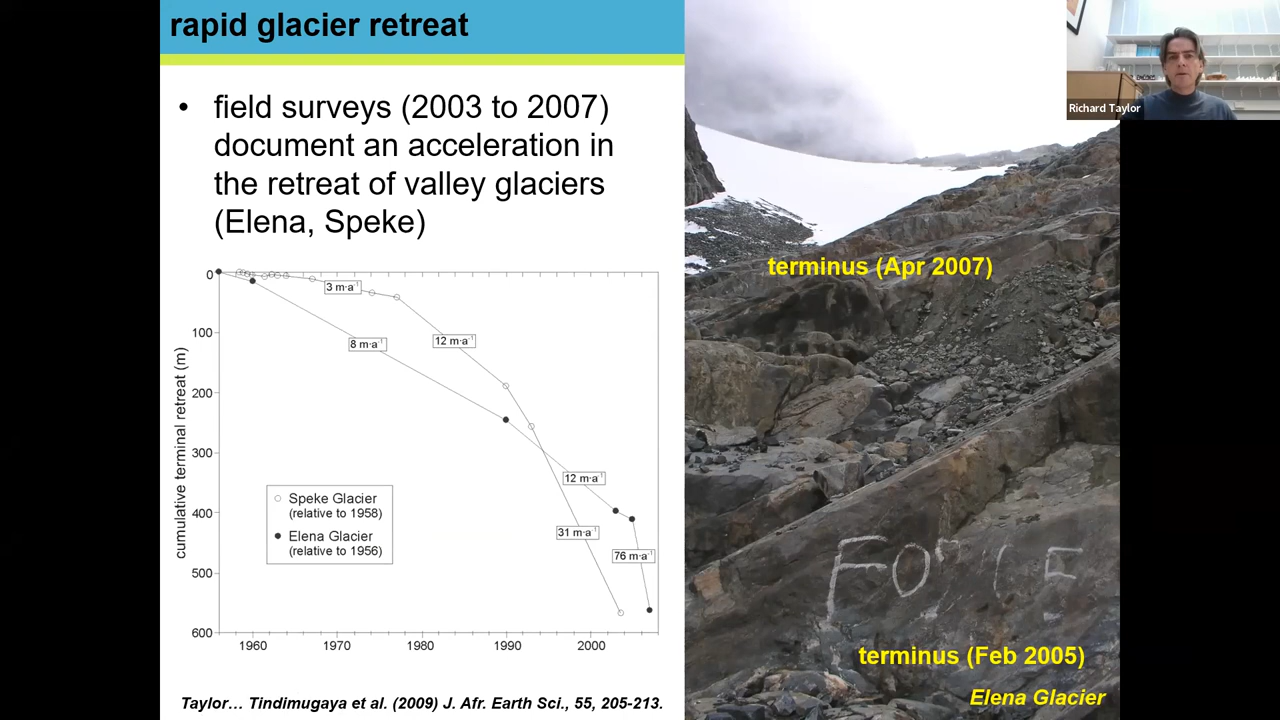 rapid glacier retreat
• field surveys (2003 to 2007)
document an acceleration in
the retreat of valley glaciers
(Elena, Speke)
cumulative terminal retreat (m)
0
100
200
300
400
500
600
1960
1970
1980
1990
2000
3 m·a⁻¹
8 m·a⁻¹
12 m·a⁻¹
12 m·a⁻¹
31 m·a⁻¹
76 m·a⁻¹
Speke Glacier
(relative to 1958)
Elena Glacier
(relative to 1956)
Taylor… Tindimugaya et al. (2009) J. Afr. Earth Sci., 55, 205-213.
Richard Taylor
terminus (Apr 2007)
terminus (Feb 2005)
Elena Glacier